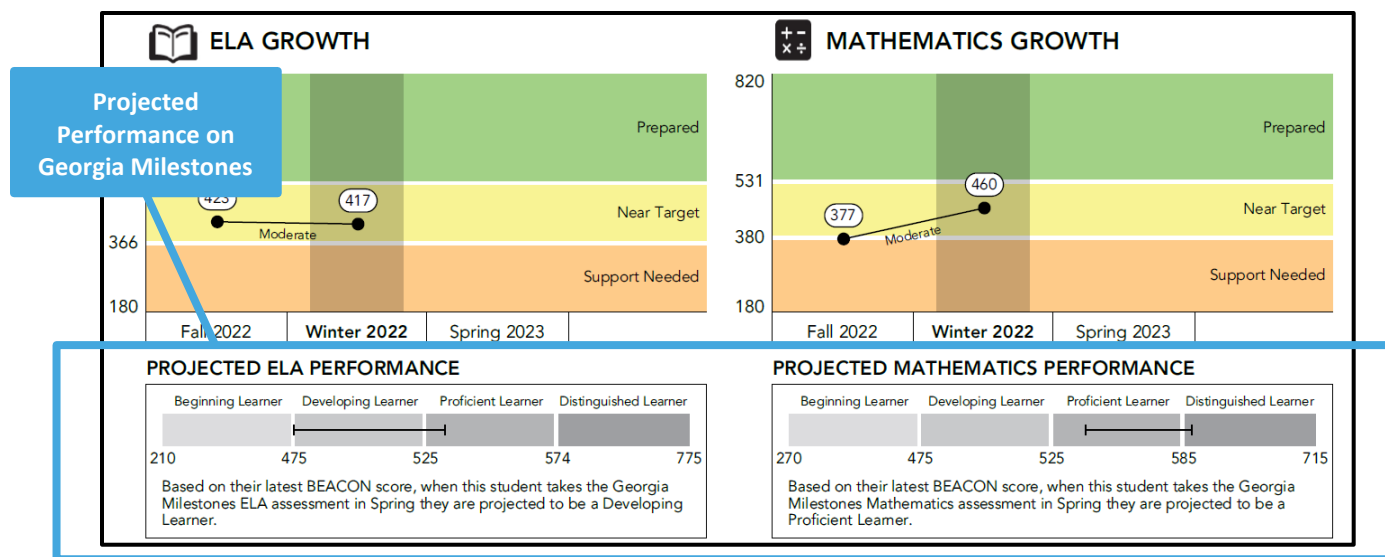 ELA GROWTH
Projected
Performance on
Georgia Milestones
Prepared
Near Target
Support Needed
423
417
Moderate
366
180
Fall 2022
Winter 2022
Spring 2023
+ -
× ÷
MATHEMATICS GROWTH
820
531
380
180
Prepared
Near Target
Support Needed
377
460
Moderate
Fall 2022
Winter 2022
Spring 2023
PROJECTED ELA PERFORMANCE
Beginning Learner Developing Learner Proficient Learner Distinguished Learner
210 475 525 574 775
Based on their latest BEACON score, when this student takes the Georgia
Milestones ELA assessment in Spring they are projected to be a Developing
Learner.
PROJECTED MATHEMATICS PERFORMANCE
Beginning Learner Developing Learner Proficient Learner Distinguished Learner
270 475 525 585 715
Based on their latest BEACON score, when this student takes the Georgia
Milestones Mathematics assessment in Spring they are projected to be a
Proficient Learner.